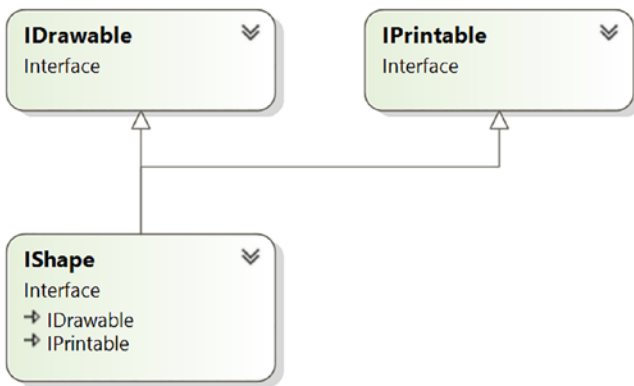 IDrawable
Interface
IPrintable
Interface
IShape
Interface
IDrawable
IPrintable